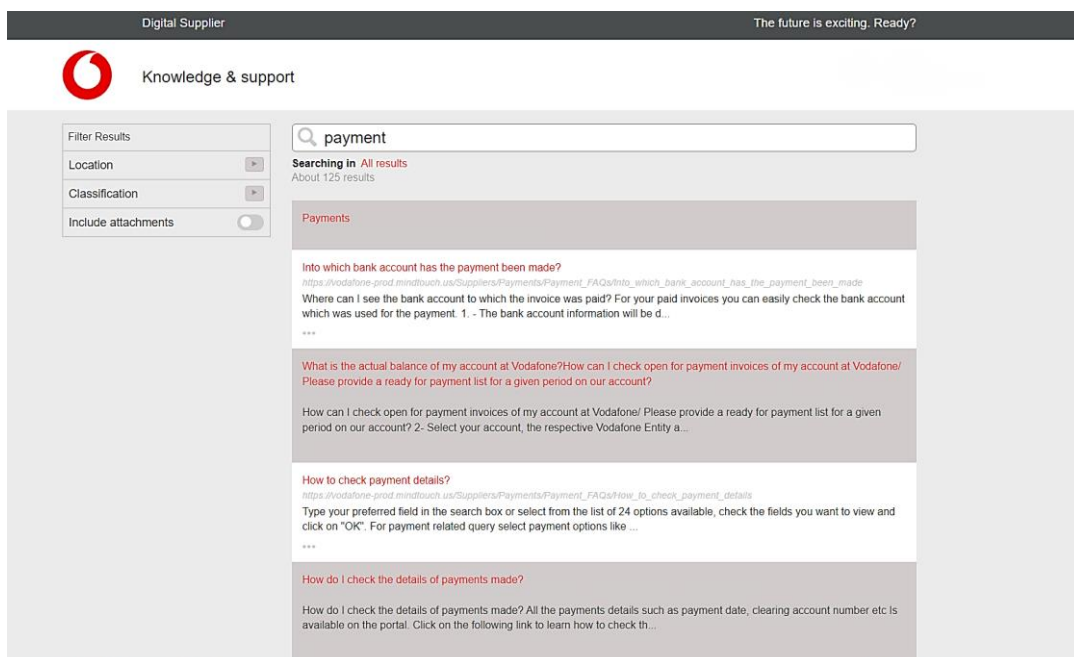 Digital Supplier
The future is exciting. Ready?
Knowledge & support
Filter Results
Location
Classification
Include attachments
payment
Searching in All results
About 125 results
Payments
Into which bank account has the payment been made?
https://vodafone-prod.mindtouch.us/Suppliers/Payments/Payment_FAQs/Into_which_bank_account_has_the_payment_been_made
Where can I see the bank account to which the invoice was paid? For your paid invoices you can easily check the bank account
which was used for the payment. 1. - The bank account information will be d...
What is the actual balance of my account at Vodafone?How can I check open for payment invoices of my account at Vodafone/
Please provide a ready for payment list for a given period on our account?
How can I check open for payment invoices of my account at Vodafone/ Please provide a ready for payment list for a given
period on our account? 2- Select your account, the respective Vodafone Entity a...
How to check payment details?
https://vodafone-prod.mindtouch.us/Suppliers/Payments/Payment_FAQs/How_to_check_payment_details
Type your preferred field in the search box or select from the list of 24 options available, check the fields you want to view and
click on "OK". For payment related query select payment options like ...
How do I check the details of payments made?
How do I check the details of payments made? All the payments details such as payment date, clearing account number etc Is
available on the portal. Click on the following link to learn how to check th...